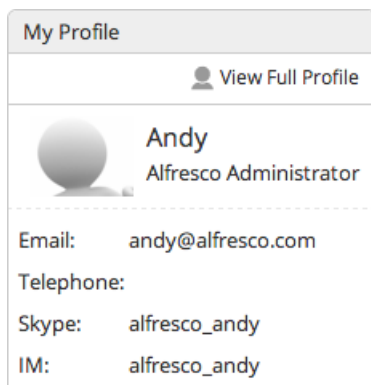 My Profile
View Full Profile
Andy
Alfresco Administrator
Email: andy@alfresco.com
Telephone:
Skype: alfresco_andy
IM: alfresco_andy